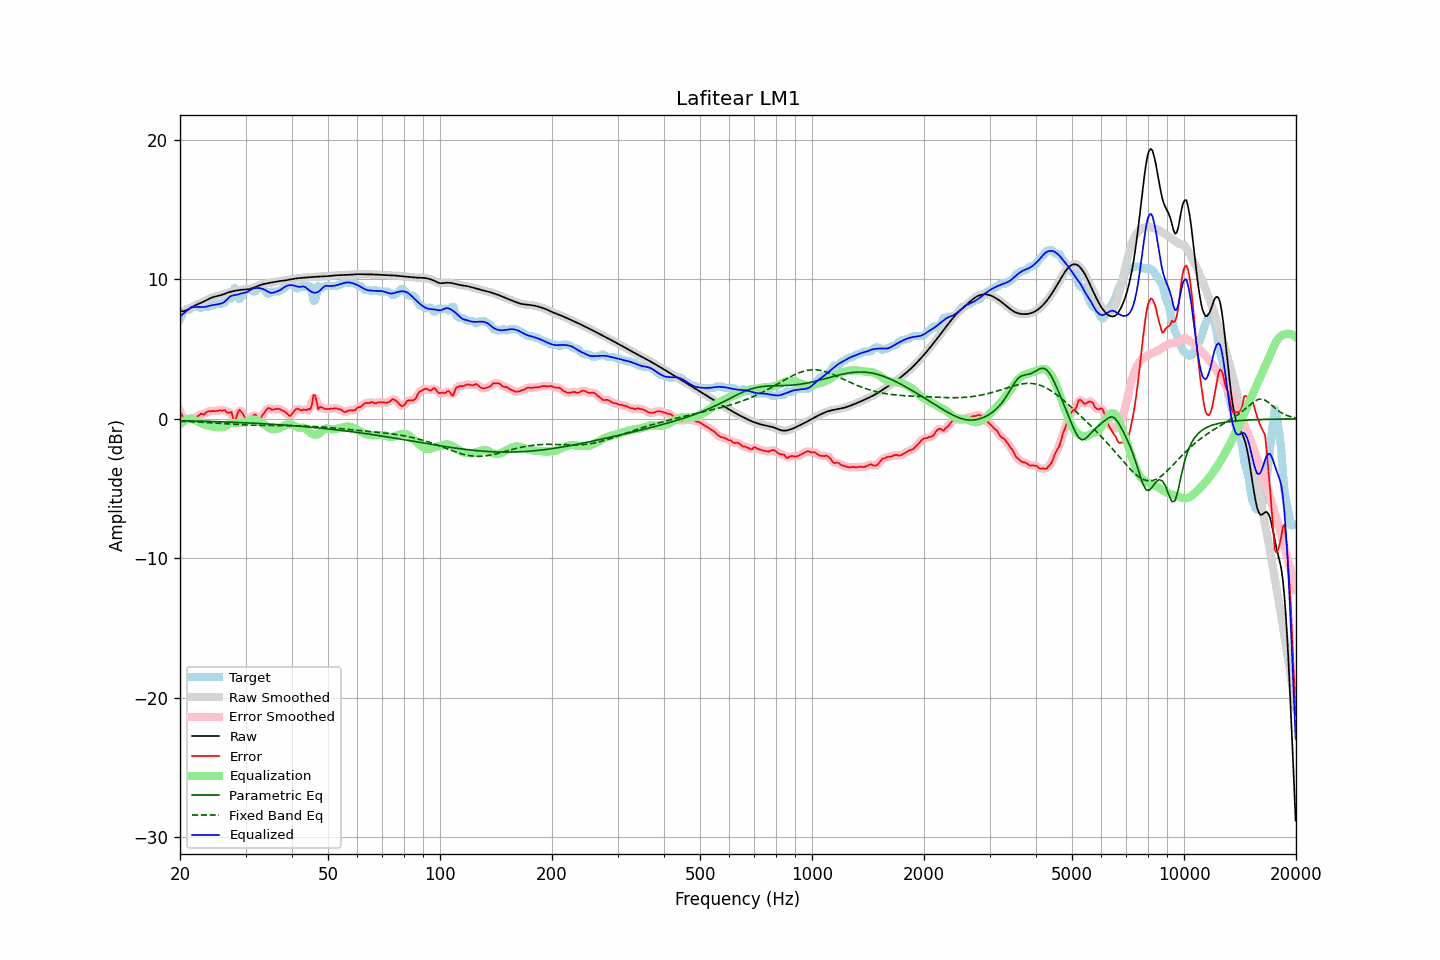 Lafitear LM1
20
10
0
−10
−20
−30
Amplitude (dBr)
Target
Raw Smoothed
Error Smoothed
Raw
Error
Equalization
Parametric Eq
Fixed Band Eq
Equalized
20 50 100 200 500 1000 2000 5000 10000 20000
Frequency (Hz)